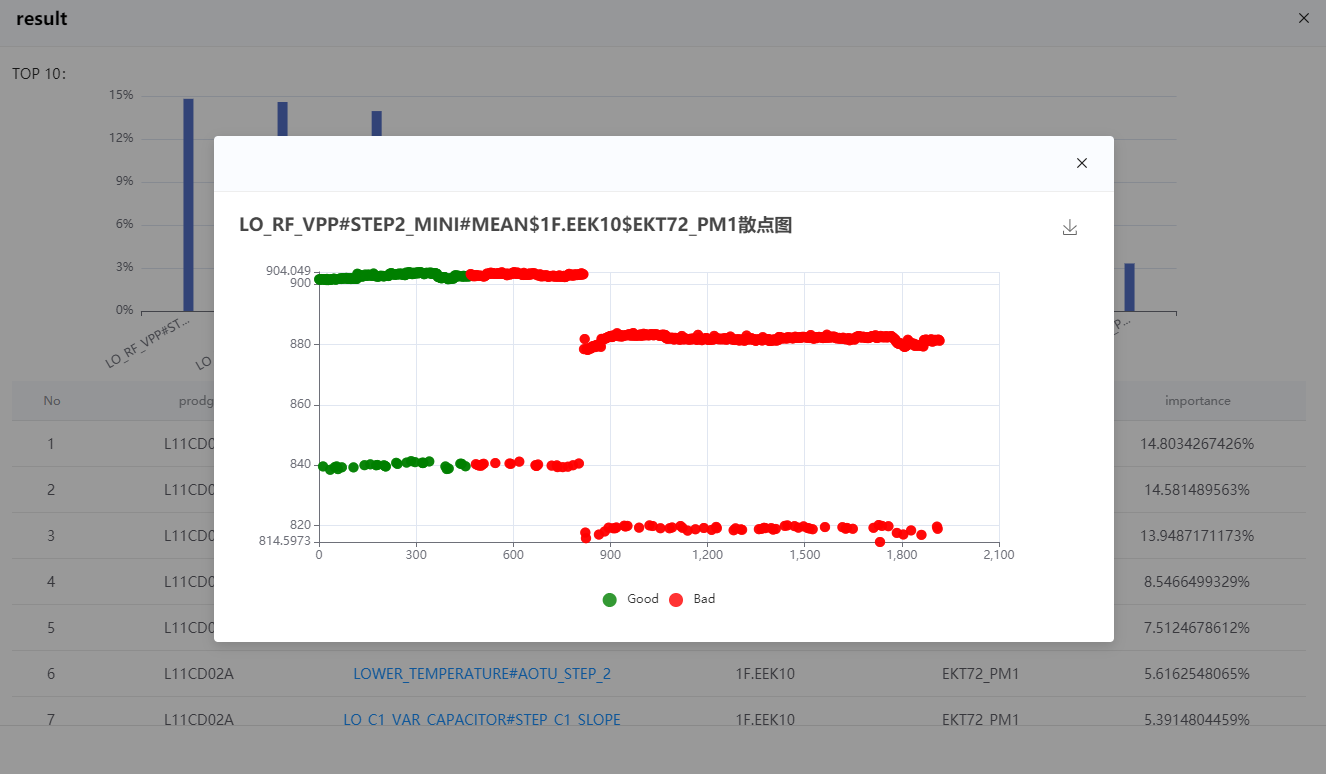 result
TOP 10:
15%
12%
9%
6%
3%
0%
LO_RF_VPP#ST...
LO
P...
LO_RF_VPP#STEP2_MINI#MEAN$1F.EEK10$EKT72_PM1散点图
904.049
900
880
860
840
820
814.5973
0 300 600 900 1,200 1,500 1,800 2,100
Good Bad
No prodg importance
1 L11CD0 14.8034267426%
2 L11CD0 14.581489563%
3 L11CD0 13.9487171173%
4 L11CD0 8.5466499329%
5 L11CD0 7.5124678612%
6 L11CD02A LOWER_TEMPERATURE#AOTU_STEP_2 1F.EEK10 EKT72_PM1 5.6162548065%
7 L11CD02A LO_C1_VAR_CAPACITOR#STEP_C1_SLOPE 1F.EEK10 EKT72_PM1 5.3914804459%